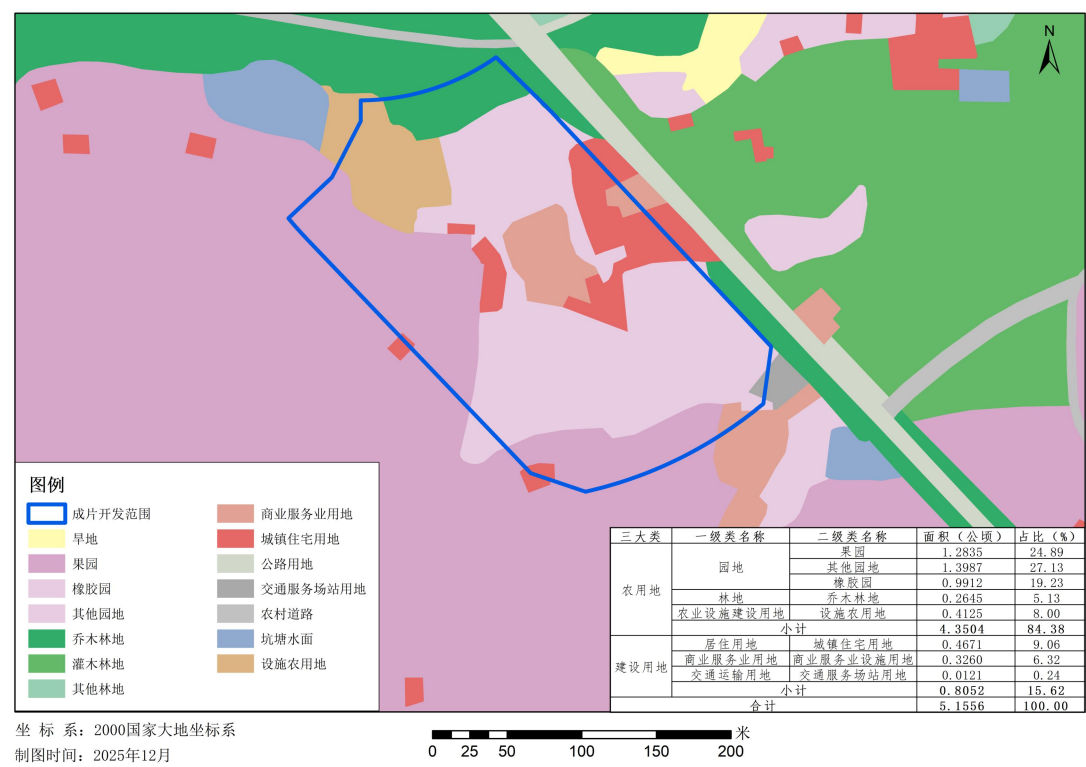 N
图例
成片开发范围
旱地
果园
橡胶园
其他园地
乔木林地
灌木林地
其他林地
商业服务业用地
城镇住宅用地
公路用地
交通服务场站用地
农村道路
坑塘水面
设施农用地
三大类 一级类名称 二级类名称 面积（公顷） 占比（%）
农用地 园地 果园 1.2835 24.89
其他园地 1.3987 27.13
橡胶园 0.9912 19.23
林地 乔木林地 0.2645 5.13
农业设施建设用地 设施农用地 0.4125 8.00
小计 4.3504 84.38
建设用地 居住用地 城镇住宅用地 0.4671 9.06
商业服务业用地 商业服务业设施用地 0.3260 6.32
交通运输用地 交通服务场站用地 0.0121 0.24
小计 0.8052 15.62
合计 5.1556 100.00
坐 标 系：2000国家大地坐标系
制图时间：2025年12月
米
0 25 50 100 150 200